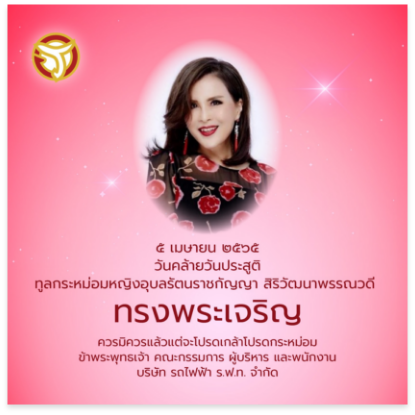 ๕ เมษายน ๒๕๖๕
วันคล้ายวันประสูติ
ทูลกระหม่อมหญิงอุบลรัตนราชกัญญา สิริวัฒนาพรรณวดี
ทรงพระเจริญ
ควรมิควรแล้วแต่จะโปรดเกล้าโปรดกระหม่อม
ข้าพระพุทธเจ้า คณะกรรมการ ผู้บริหาร และพนักงาน
บริษัท รถไฟฟ้า ร.ฟ.ท. จำกัด